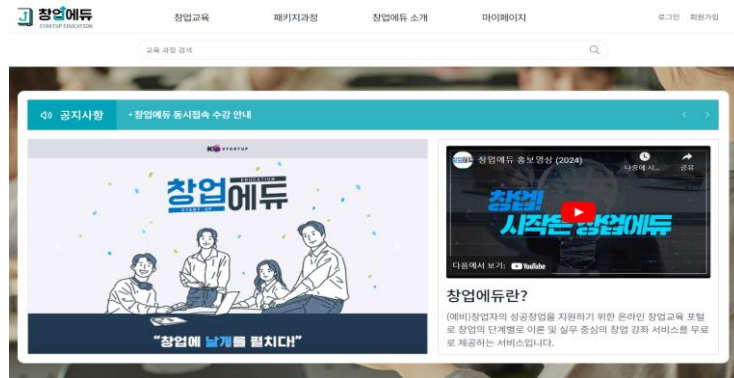 창업에듀
STARTUP EDUCATION
창업교육 패키지과정 창업에듀 소개 마이페이지 로그인 회원가입
교육 과정 검색
공지사항 • 창업에듀 동시접속 수강 안내
K STARTUP
EDUCATION
창업에듀
START UP
"창업에 날개를 펼치다!"
창업에듀 홍보영상 (2024)
나중에 시... 공유
창업!
시작은 창업에듀
다음에서 보기: YouTube
창업에듀란?
(예비)창업자의 성공창업을 지원하기 위한 온라인 창업교육 포털
로 창업의 단계별로 이론 및 실무 중심의 창업 강좌 서비스를 무료
로 제공하는 서비스입니다.